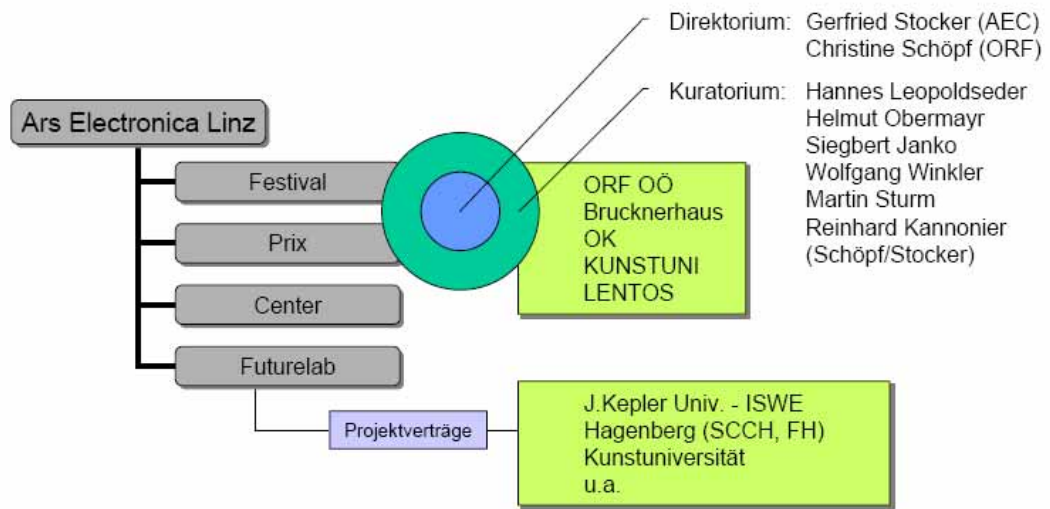 Direktorium: Gerfried Stocker (AEC)
Christine Schöpf (ORF)
Kuratorium: Hannes Leopoldseder
Helmut Obermayr
Siegbert Janko
Wolfgang Winkler
Martin Sturm
Reinhard Kannonier
(Schöpf/Stocker)
Ars Electronica Linz
Festival
Prix
Center
Futurelab
ORF OÖ
Brucknerhaus
OK
KUNSTUNI
LENTOS
Projektverträge
J.Kepler Univ. - ISWE
Hagenberg (SCCH, FH)
Kunstuniversität
u.a.